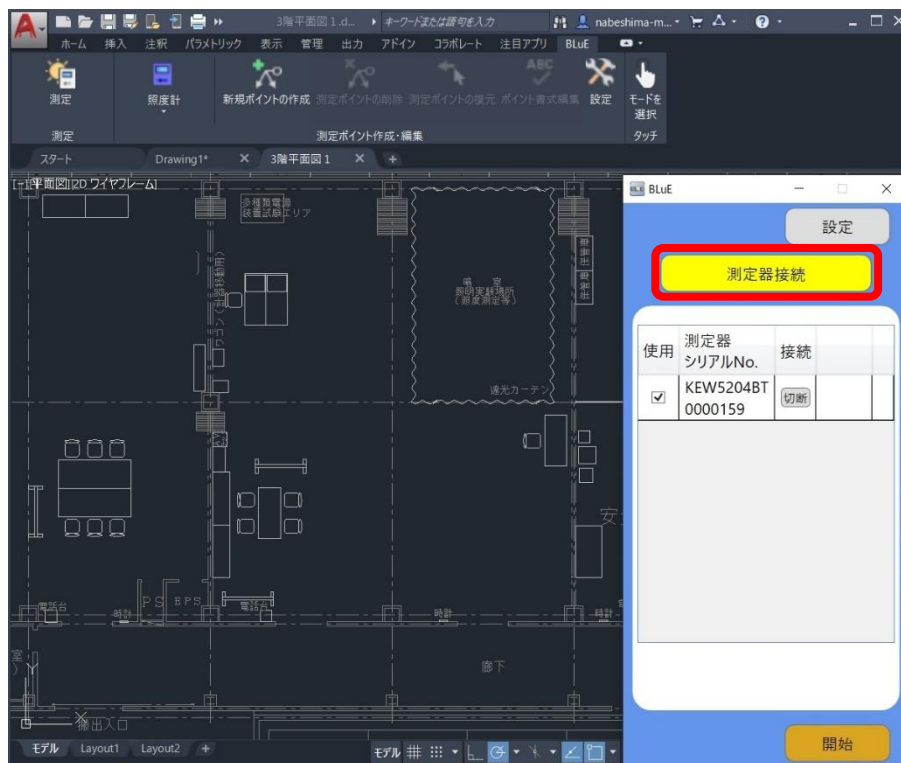 3階平面図1.d...
キーワードまたは語句を入力
nabeshima-m...
ホーム 挿入 注釈 パラメトリック 表示 管理 出力 アドイン コラボレート 注目アプリ BLuE
ABC
測定
照度計
新規ポイントの作成
測定ポイントの削除
測定ポイントの復元
ポイント書式編集
設定
モードを
選択
測定
測定ポイント作成・編集
タッチ
スタート
Drawing1*
3階平面図1
[-][平面図][2D ワイヤフレーム]
多種類電源
装置試験エリア
暗 室
照明実験場所
(照度測定等)
遮光カーテン
安
電話台
時計
PS
EPS
電話台
時計
時計
廊下
Y
X
搬出入口
モデル Layout1 Layout2 +
モデル
BLuE
設定
測定器接続
使用
測定器
シリアルNo.
接続
KEW5204BT
0000159
切断
開始